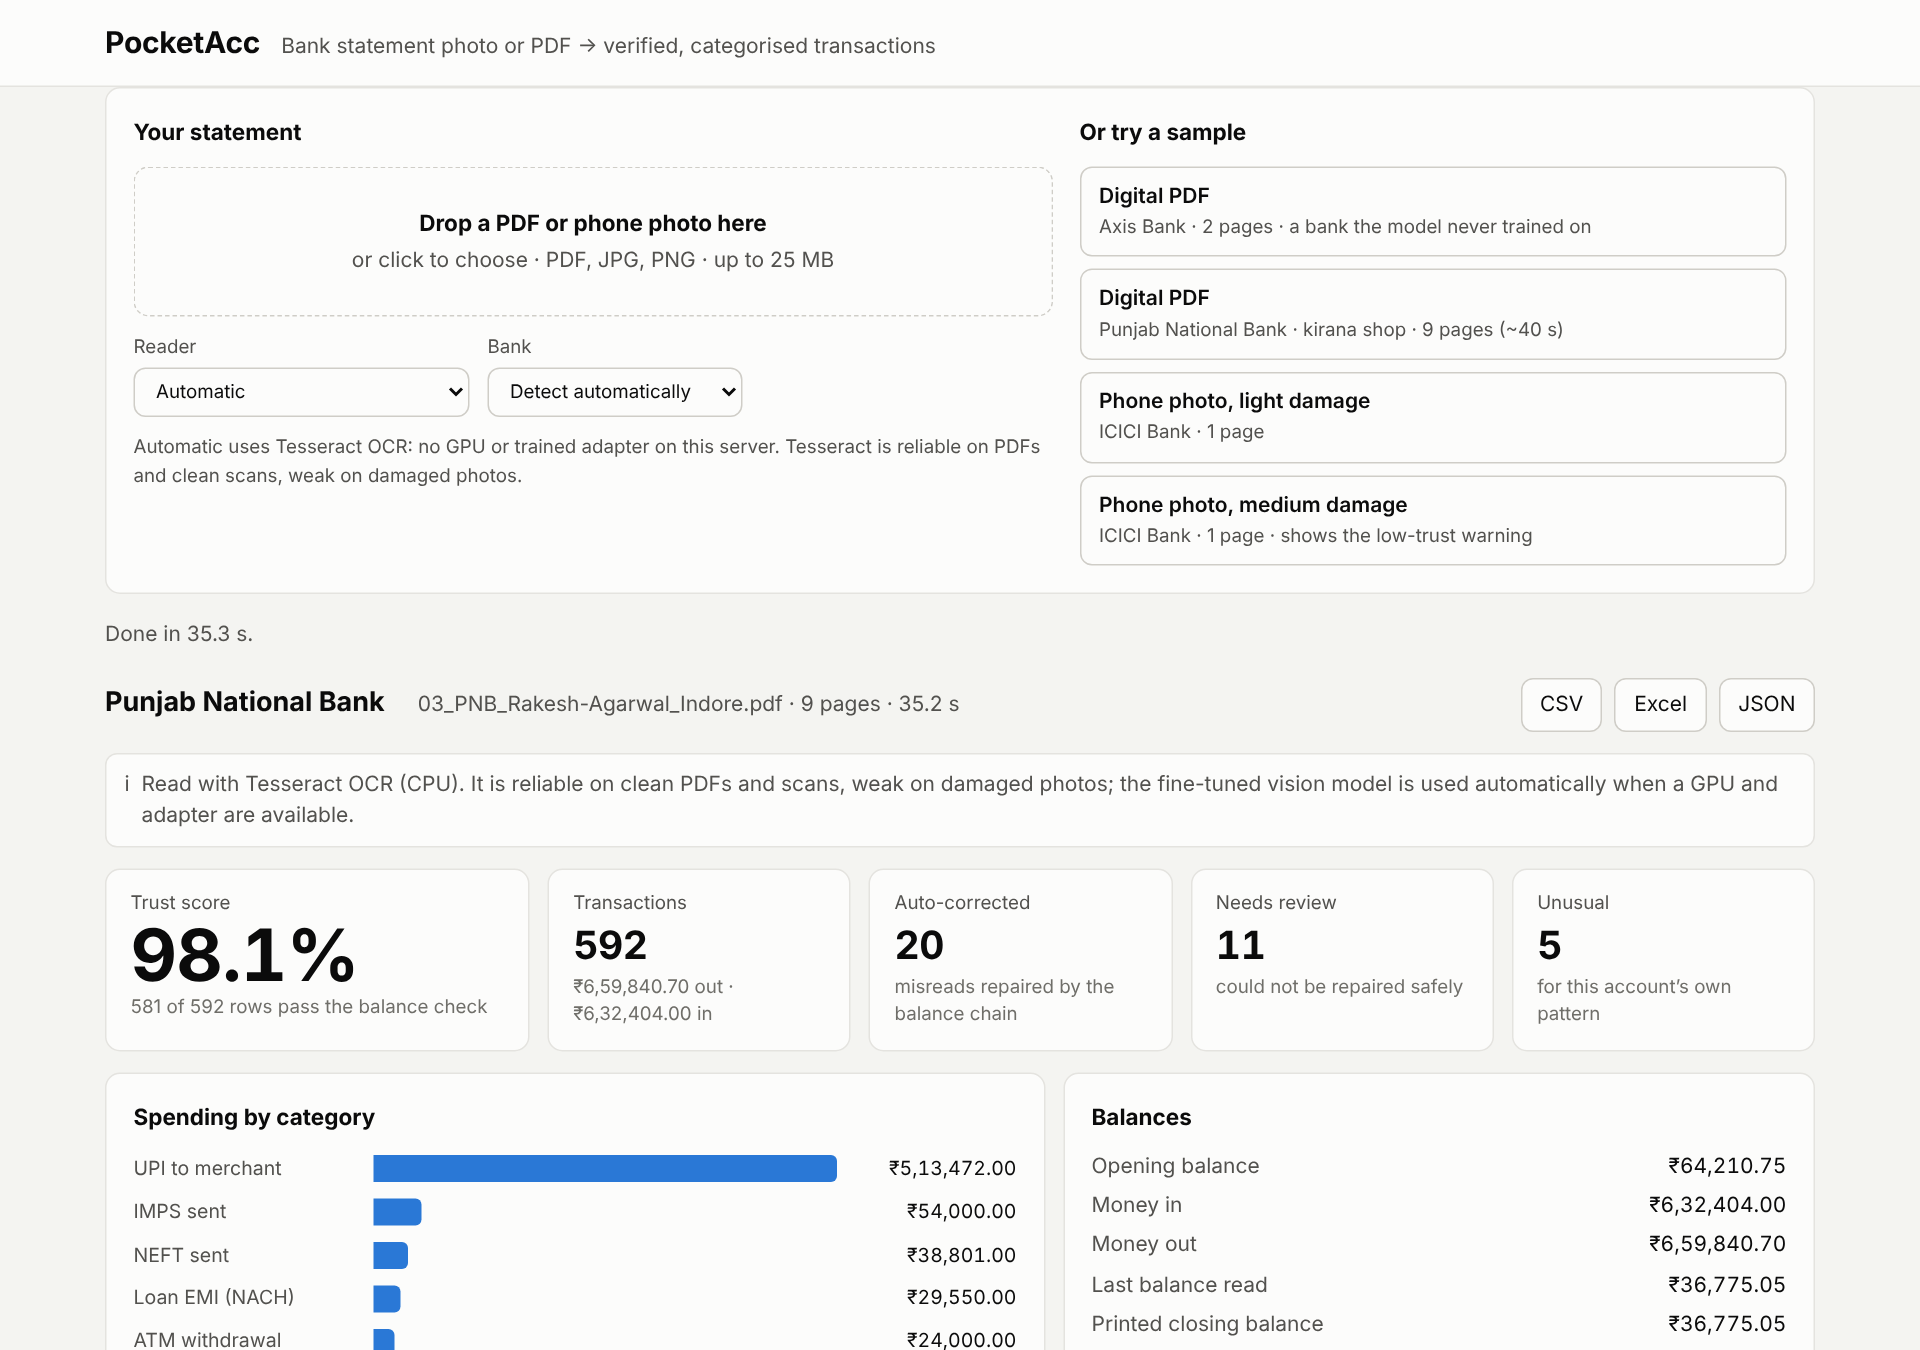 PocketAcc Bank statement photo or PDF → verified, categorised transactions
Your statement
Drop a PDF or phone photo here
or click to choose · PDF, JPG, PNG · up to 25 MB
Reader
Bank
Automatic
Detect automatically
Automatic uses Tesseract OCR: no GPU or trained adapter on this server. Tesseract is reliable on PDFs
and clean scans, weak on damaged photos.
Or try a sample
Digital PDF
Axis Bank · 2 pages · a bank the model never trained on
Digital PDF
Punjab National Bank · kirana shop · 9 pages (~40 s)
Phone photo, light damage
ICICI Bank · 1 page
Phone photo, medium damage
ICICI Bank · 1 page · shows the low-trust warning
Done in 35.3 s.
Punjab National Bank 03_PNB_Rakesh-Agarwal_Indore.pdf · 9 pages · 35.2 s
CSV
Excel
JSON
i Read with Tesseract OCR (CPU). It is reliable on clean PDFs and scans, weak on damaged photos; the fine-tuned vision model is used automatically when a GPU and
adapter are available.
Trust score
98.1%
581 of 592 rows pass the balance check
Transactions
592
₹6,59,840.70 out ·
₹6,32,404.00 in
Auto-corrected
20
misreads repaired by the
balance chain
Needs review
11
could not be repaired safely
Unusual
5
for this account’s own
pattern
Spending by category
UPI to merchant ₹5,13,472.00
IMPS sent ₹54,000.00
NEFT sent ₹38,801.00
Loan EMI (NACH) ₹29,550.00
ATM withdrawal ₹24,000.00
Balances
Opening balance ₹64,210.75
Money in ₹6,32,404.00
Money out ₹6,59,840.70
Last balance read ₹36,775.05
Printed closing balance ₹36,775.05